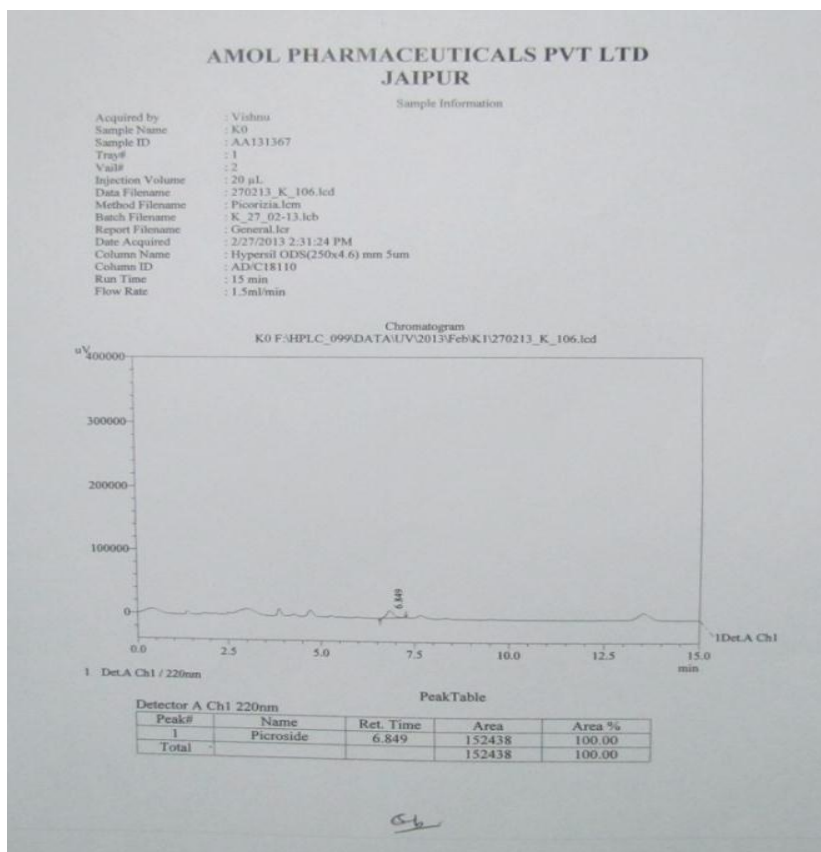 AMOL PHARMACEUTICALS PVT LTD
JAIPUR
Sample Information
Acquired by : Vishnu
Sample Name : K0
Sample ID : AA131367
Tray# : 1
Vail# : 2
Injection Volume : 20 µL
Data Filename : 270213_K_106.lcd
Method Filename : Picorizia.lcm
Batch Filename : K_27_02-13.lcb
Report Filename : General.lcr
Date Acquired : 2/27/2013 2:31:24 PM
Column Name : Hypersil ODS(250x4.6) mm 5um
Column ID : AD/C18110
Run Time : 15 min
Flow Rate : 1.5ml/min
Chromatogram
K0 F:\HPLC_099\DATA\UV\2013\Feb\K1\270213_K_106.lcd
uV
400000
300000
200000
100000
0
6.849
1Det.A Ch1
0.0 2.5 5.0 7.5 10.0 12.5 15.0
min
1 Det.A Ch1 / 220nm
PeakTable
Detector A Ch1 220nm
Peak# Name Ret. Time Area Area %
1 Picroside 6.849 152438 100.00
Total 152438 100.00